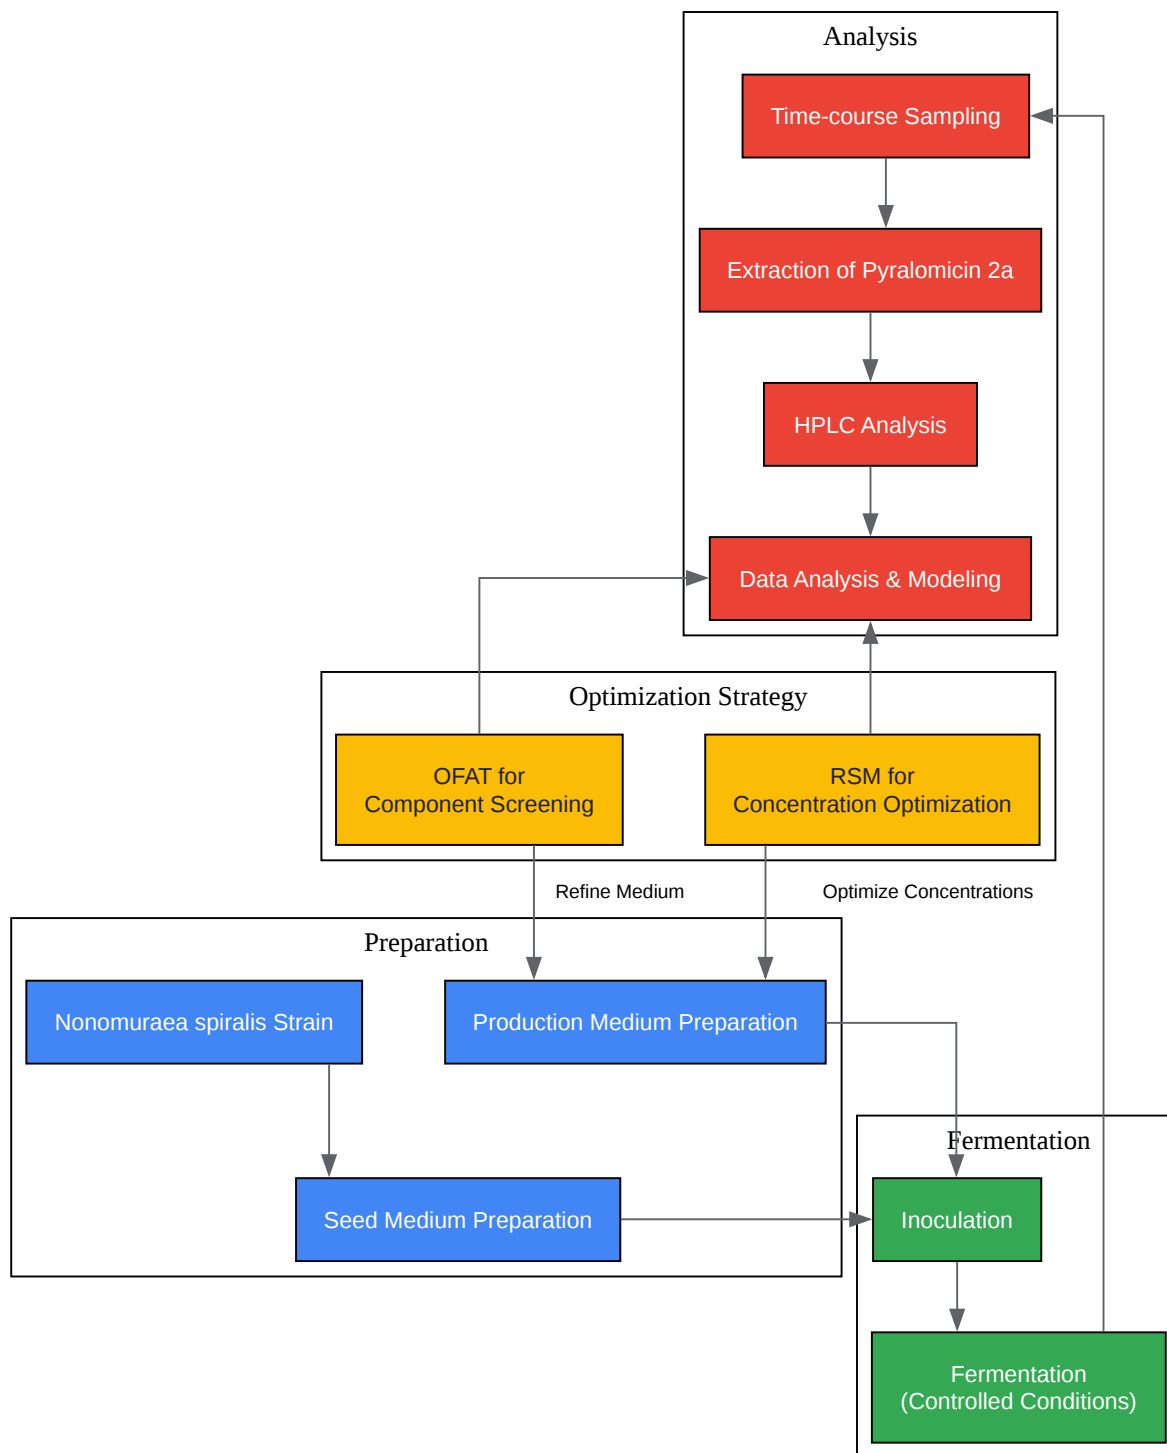 Analysis
Time-course Sampling
Extraction of Pyralomicin 2a
HPLC Analysis
Data Analysis & Modeling
Optimization Strategy
OFAT for
Component Screening
RSM for
Concentration Optimization
Refine Medium
Optimize Concentrations
Preparation
Nonomuraea spiralis Strain
Production Medium Preparation
Seed Medium Preparation
Fermentation
Inoculation
Fermentation
(Controlled Conditions)